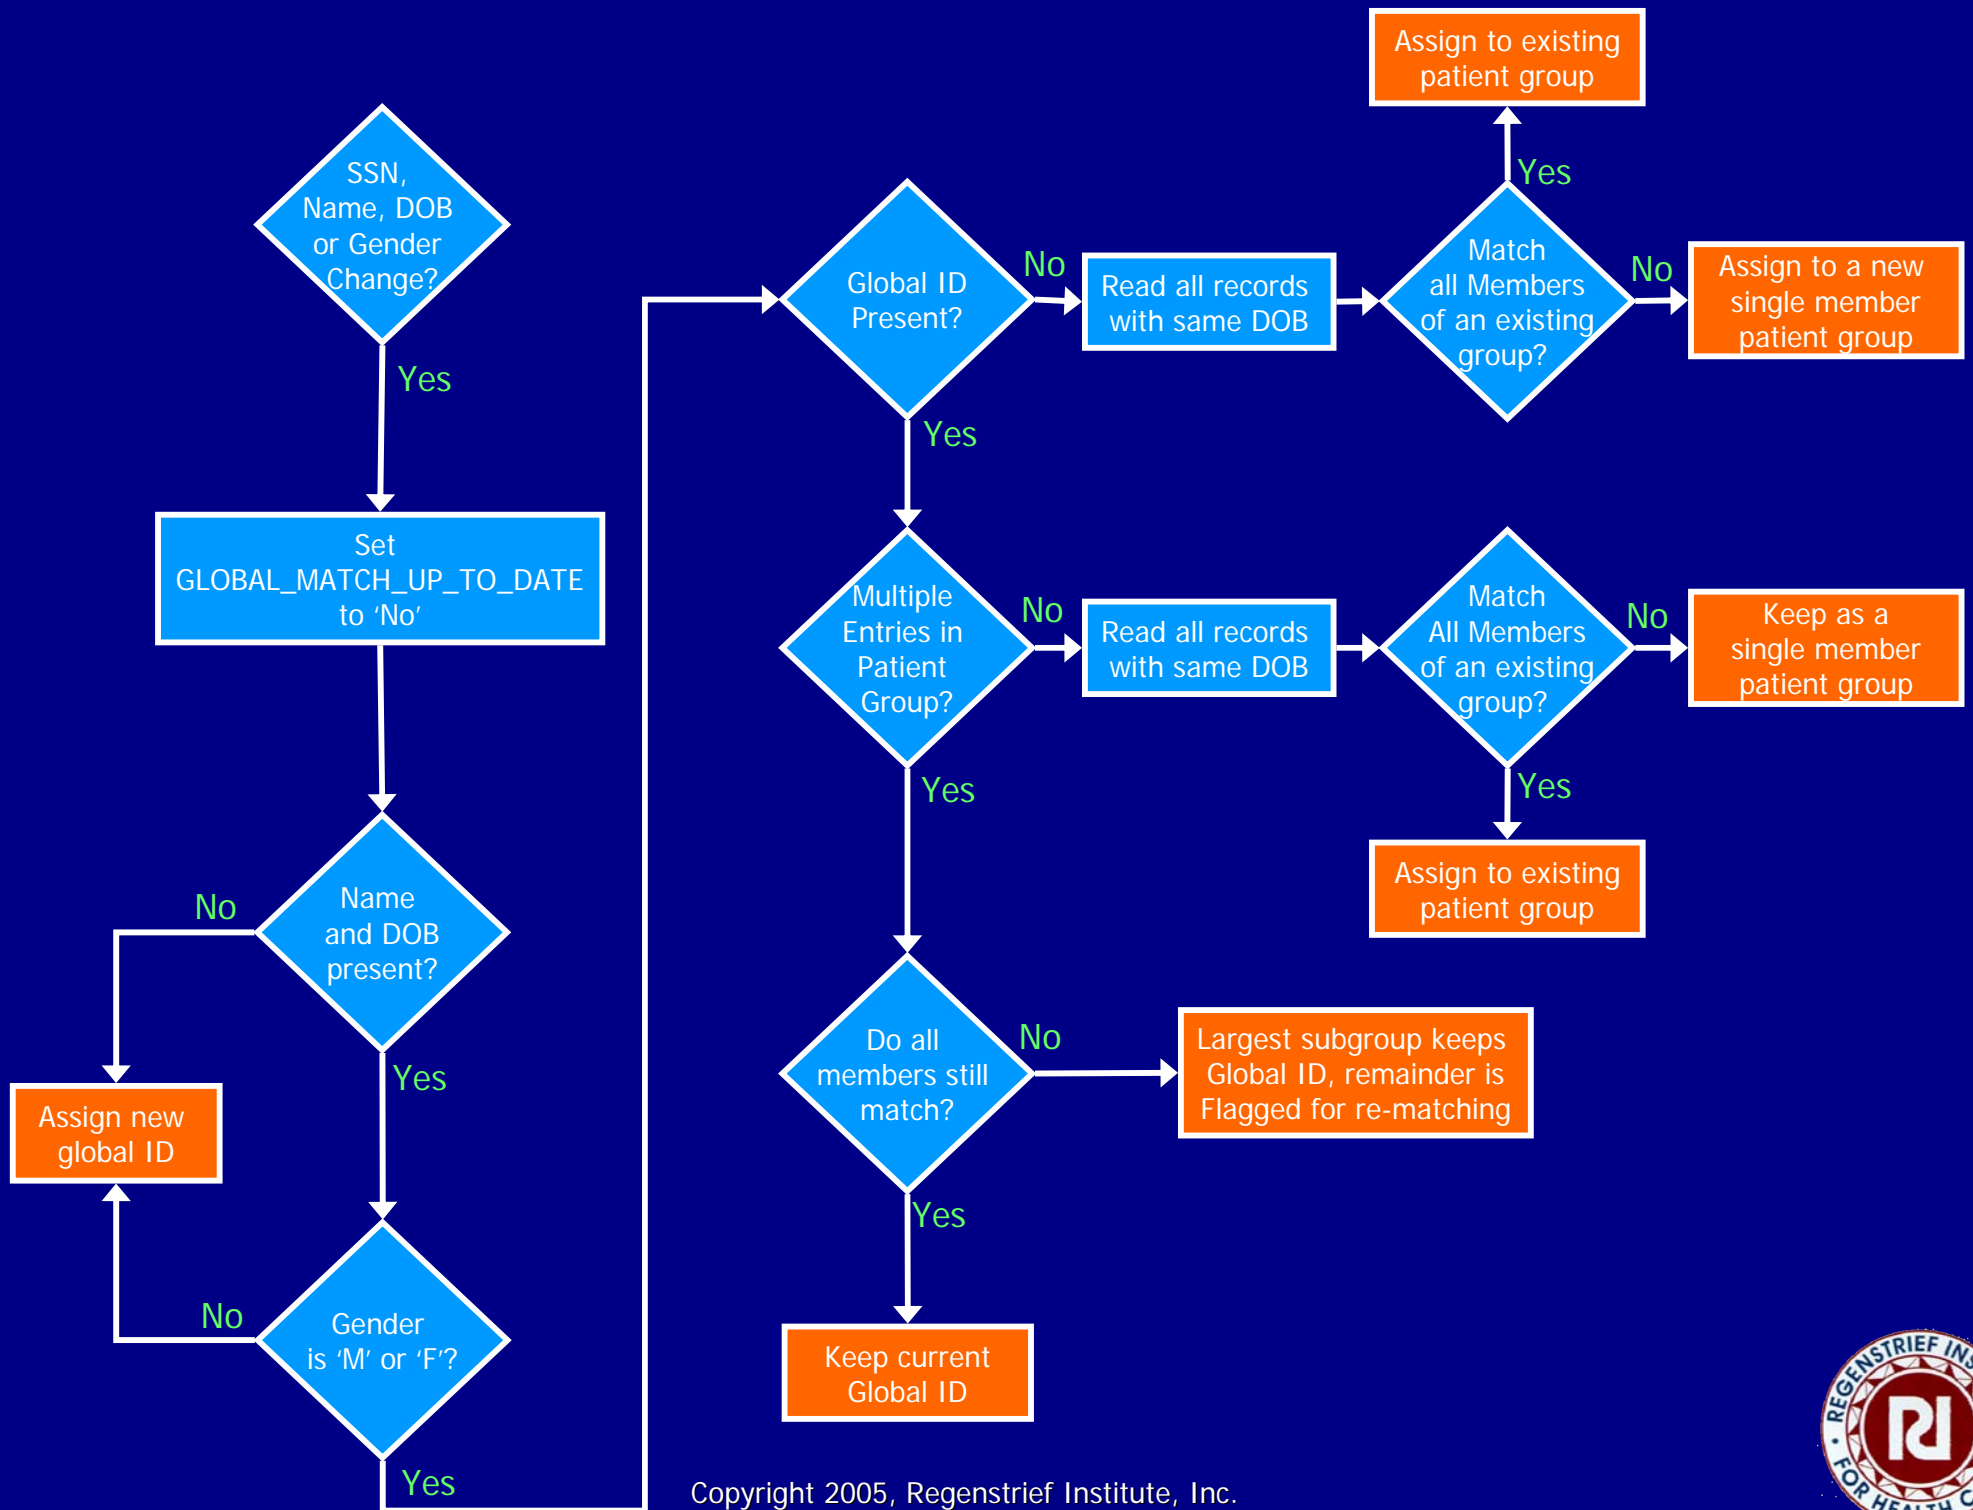 SSN,
Name, DOB
or Gender
Change?
Yes
Set
GLOBAL_MATCH_UP_TO_DATE
to ‘No’
Name
and DOB
present?
No
Yes
Assign new
global ID
Gender
is ‘M’ or ‘F’?
No
Yes
Global ID
Present?
No
Read all records
with same DOB
Match
all Members
of an existing
group?
Yes
Assign to existing
patient group
No
Assign to a new
single member
patient group
Yes
Multiple
Entries in
Patient
Group?
No
Read all records
with same DOB
Match
All Members
of an existing
group?
No
Keep as a
single member
patient group
Yes
Assign to existing
patient group
Yes
Do all
members still
match?
No
Largest subgroup keeps
Global ID, remainder is
Flagged for re-matching
Yes
Keep current
Global ID
Copyright 2005, Regenstrief Institute, Inc.
REGENSTRIEF
FOR HEALTH